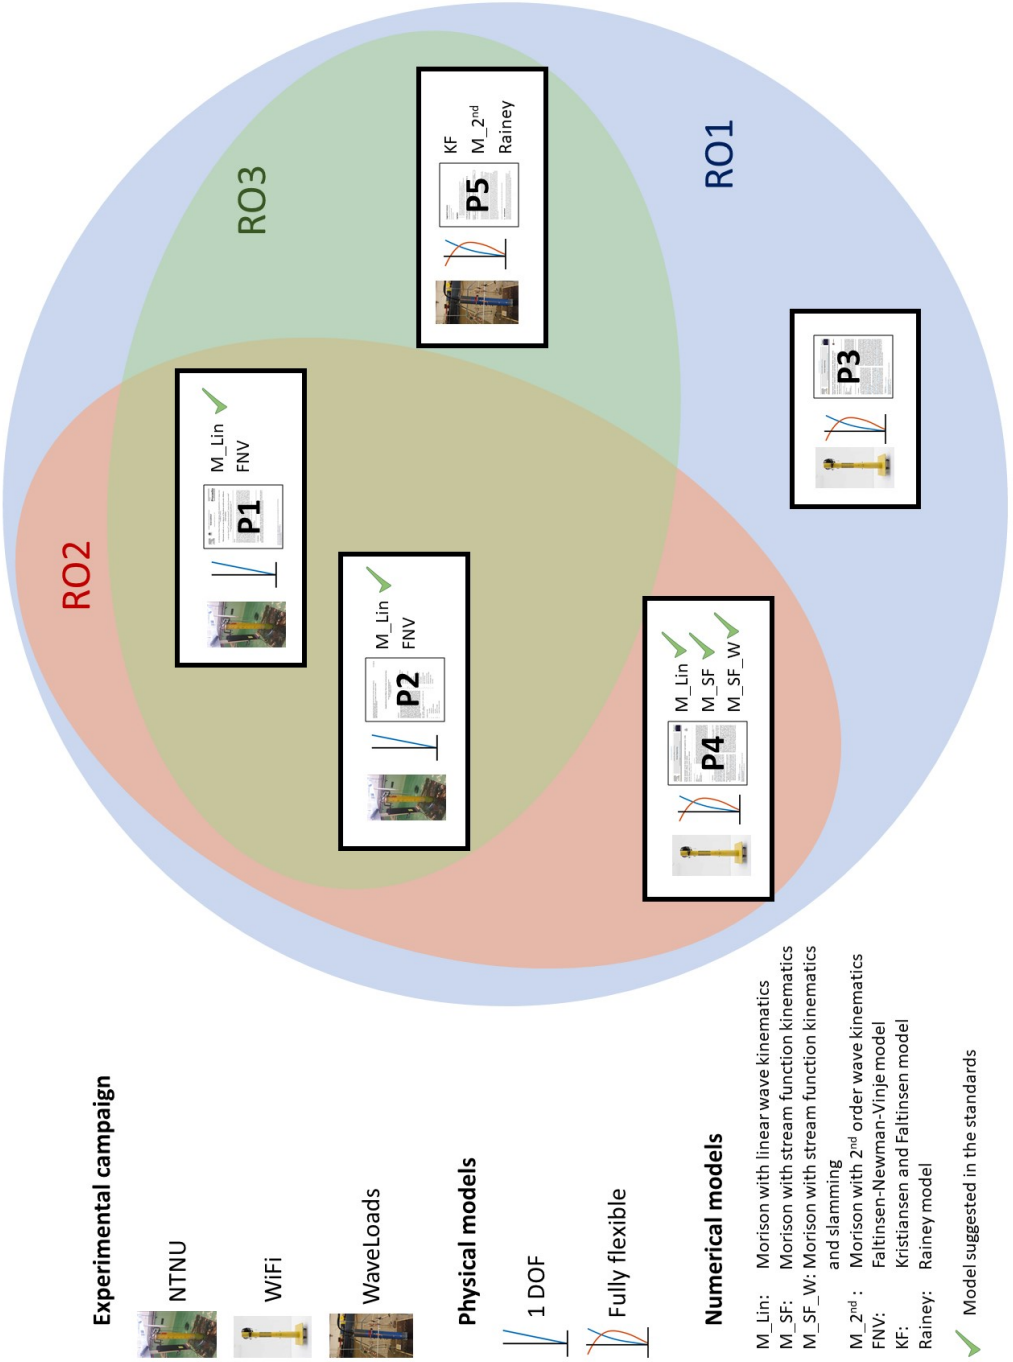 Experimental campaign
NTNU
WiFi
WaveLoads
Physical models
1 DOF
Fully flexible
Numerical models
M_Lin: Morison with linear wave kinematics
M_SF: Morison with stream function kinematics
M_SF_W: Morison with stream function kinematics
and slamming
M_2nd : Morison with 2nd order wave kinematics
FNV: Faltinsen-Newman-Vinje model
KF: Kristiansen and Faltinsen model
Rainey: Rainey model
Model suggested in the standards
RO2
RO3
RO1
P1
M_Lin
FNV
P2
M_Lin
FNV
P5
KF
M_2nd
Rainey
P4
M_Lin
M_SF
M_SF_W
P3